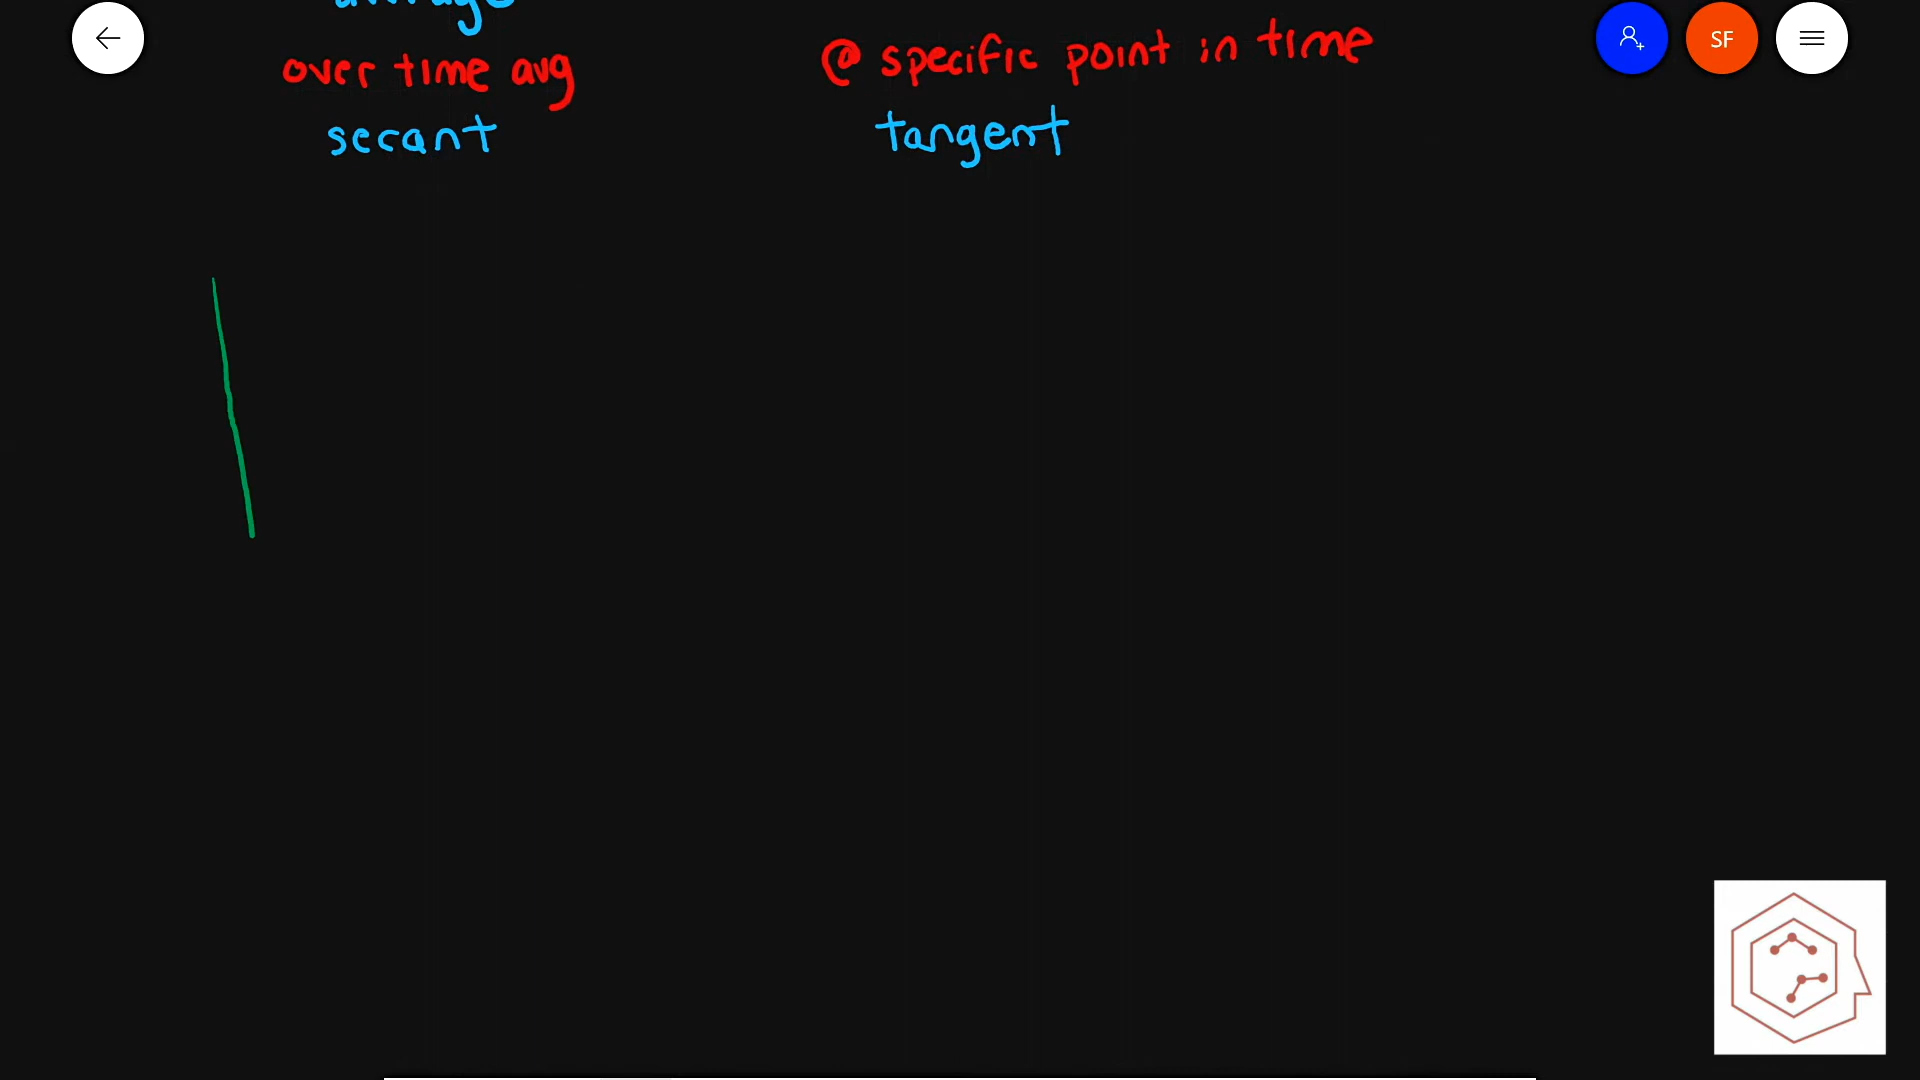 over time avg
secant
@ specific point in time
tangent
SF